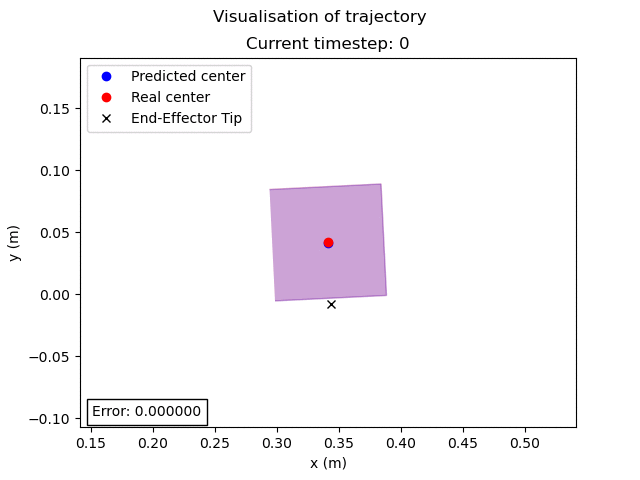 Visualisation of trajectory
Current timestep: 0
Predicted center
Real center
End-Effector Tip
0.15
0.10
0.05
0.00
−0.05
−0.10
y (m)
Error: 0.000000
0.15 0.20 0.25 0.30 0.35 0.40 0.45 0.50
x (m)